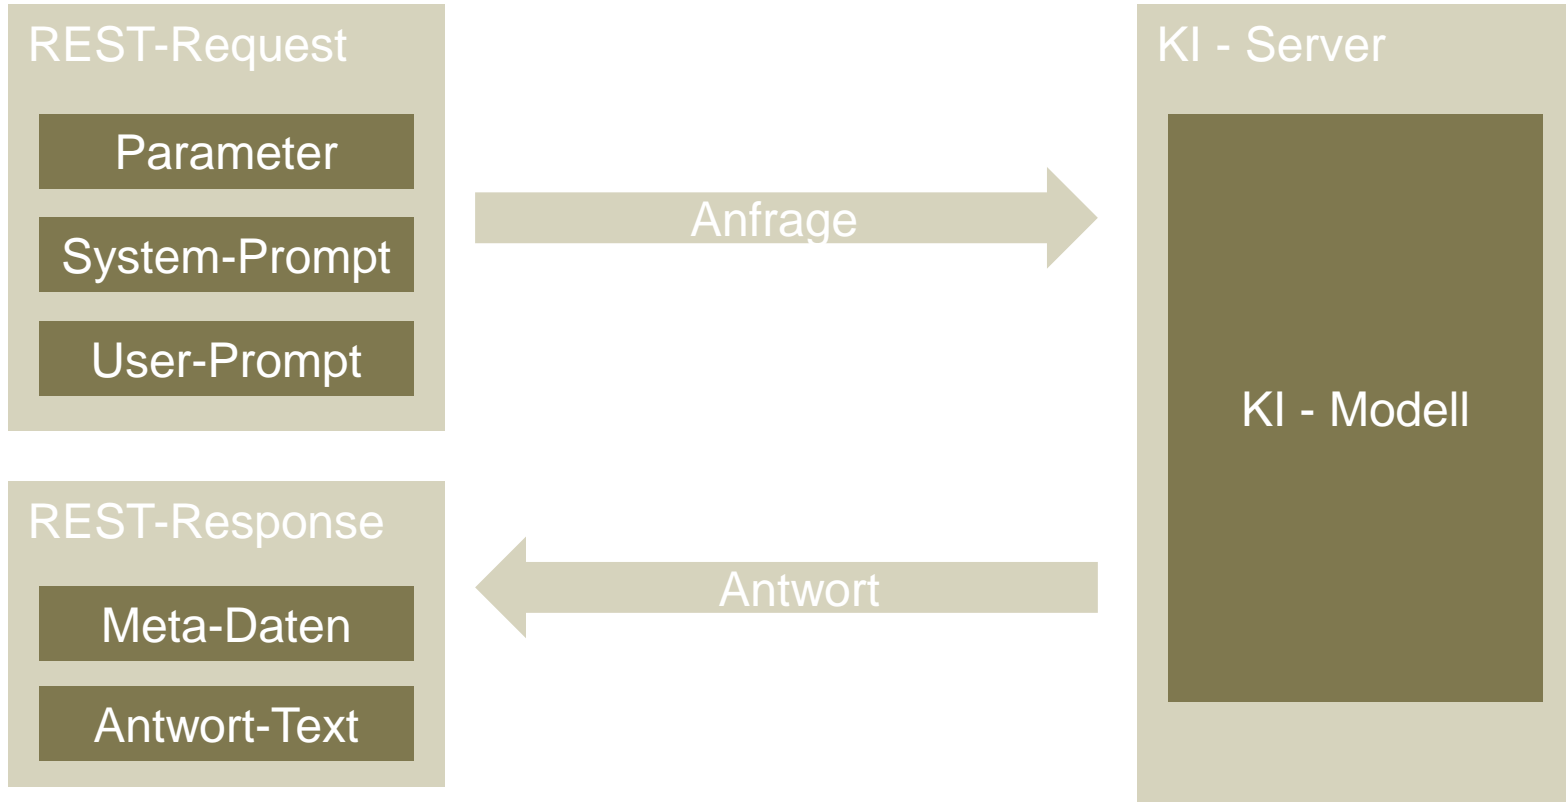 REST-Request
Parameter
System-Prompt
User-Prompt
Anfrage
KI - Server
KI - Modell
REST-Response
Meta-Daten
Antwort-Text
Antwort